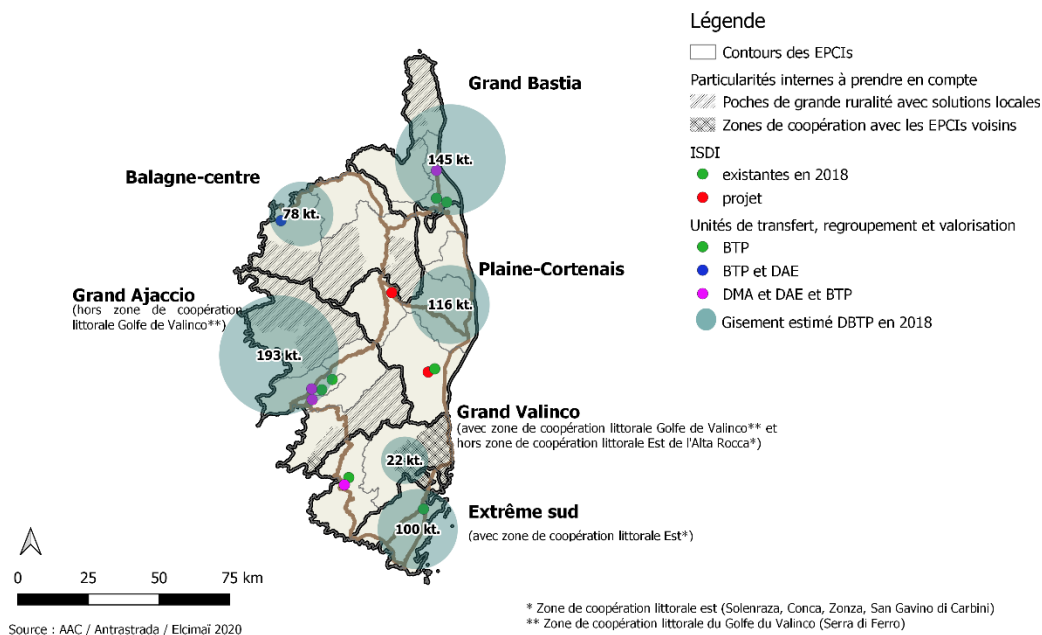 Légende
Contours des EPCIs
Particularités internes à prendre en compte
Poches de grande ruralité avec solutions locales
Zones de coopération avec les EPCIs voisins
ISDI
existantes en 2018
projet
Unités de transfert, regroupement et valorisation
BTP
BTP et DAE
DMA et DAE et BTP
Gisement estimé DBTP en 2018
Grand Bastia
145 kt.
Balagne-centre
78 kt.
Plaine-Cortenais
116 kt.
Grand Ajaccio
(hors zone de coopération
littorale Golfe de Valinco**)
193 kt.
Grand Valinco
(avec zone de coopération littorale Golfe de Valinco** et
hors zone de coopération littorale Est de l'Alta Rocca*)
22 kt.
Extrême sud
(avec zone de coopération littorale Est*)
100 kt.
0 25 50 75 km
Source : AAC / Antrastrada / Elcimaï 2020
* Zone de coopération littorale est (Solenraza, Conca, Zonza, San Gavino di Carbini)
** Zone de coopération littorale du Golfe du Valinco (Serra di Ferro)